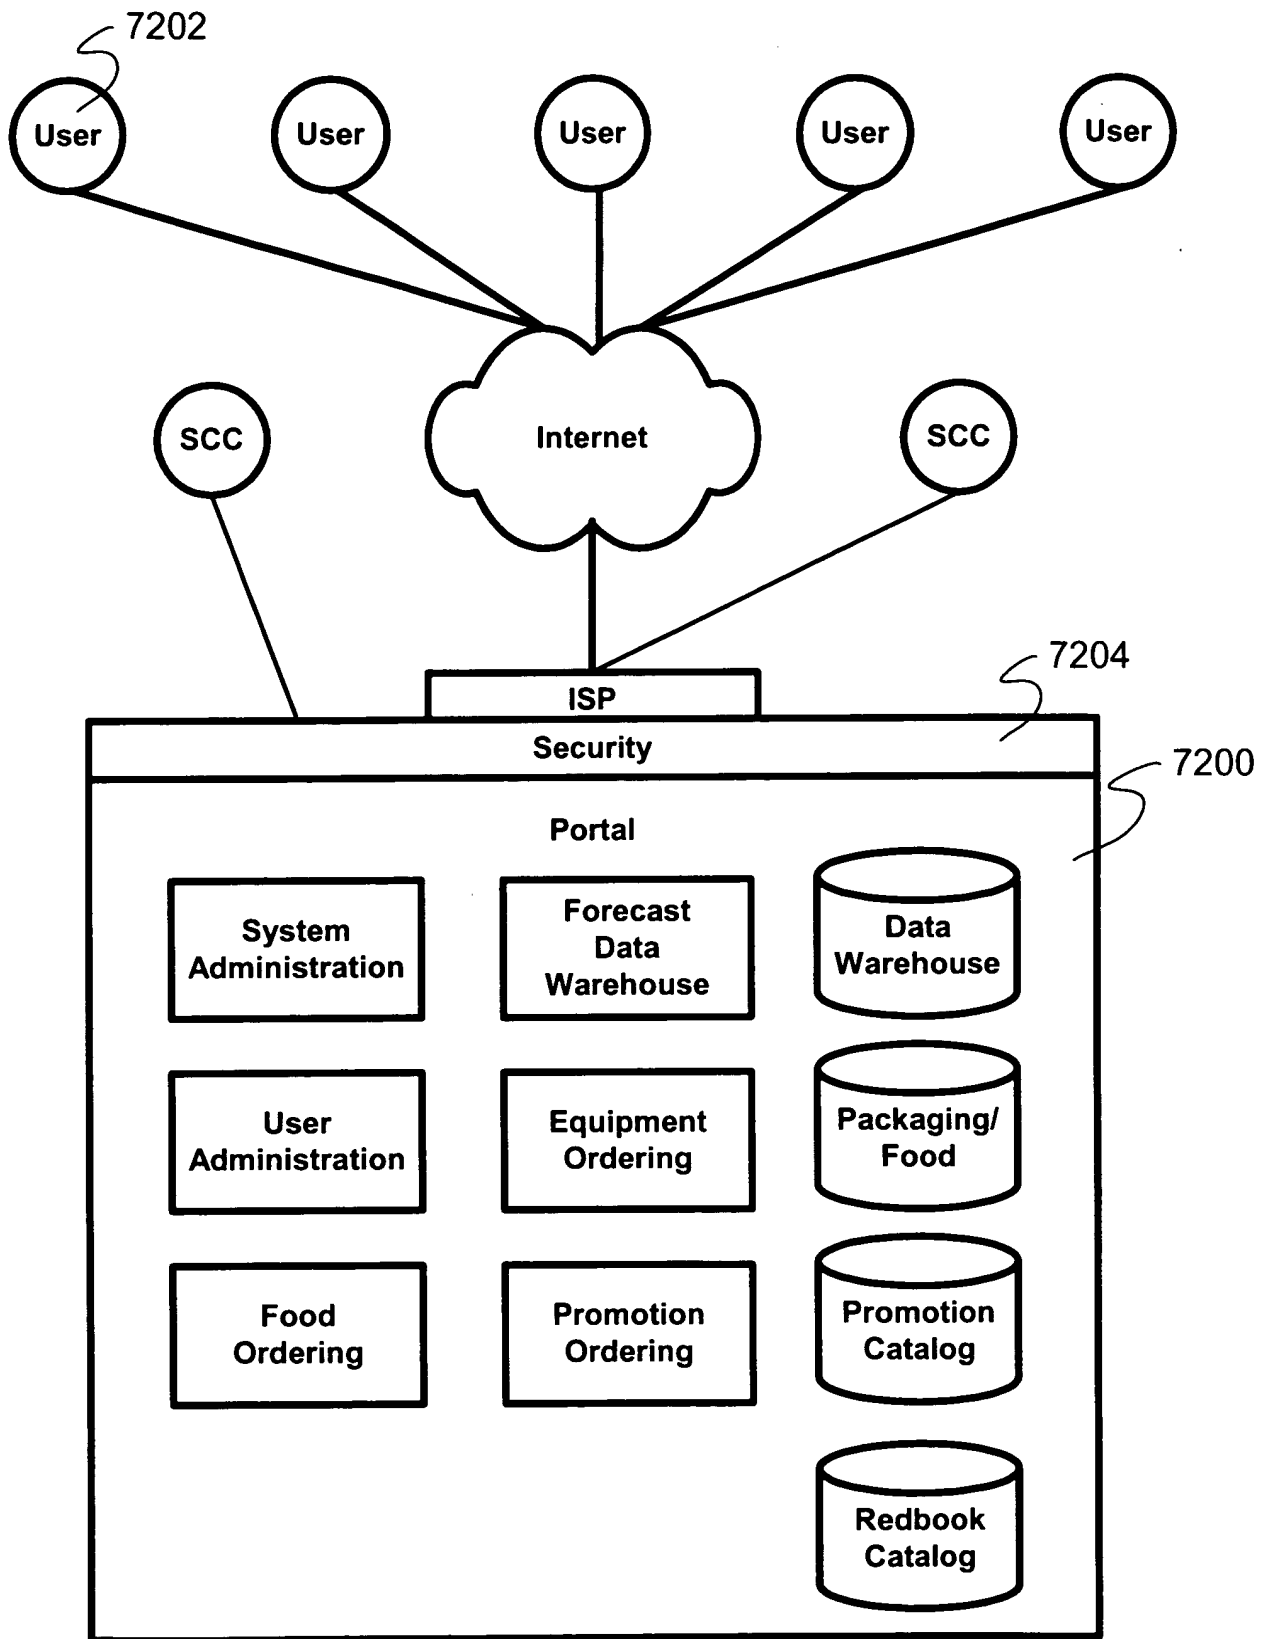 7202
User
User
User
User
User
SCC
Internet
SCC
7204
ISP
Security
7200
Portal
System
Administration
Forecast
Data
Warehouse
Data
Warehouse
User
Administration
Equipment
Ordering
Packaging/
Food
Food
Ordering
Promotion
Ordering
Promotion
Catalog
Redbook
Catalog